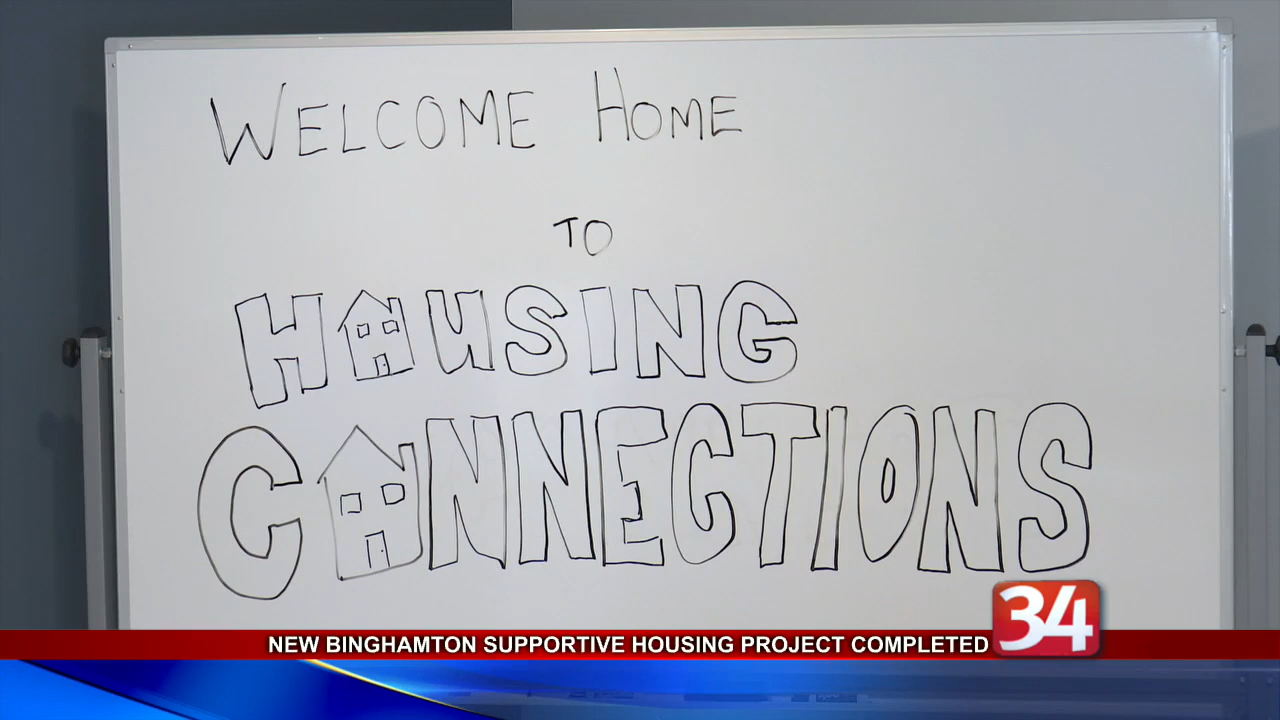 WELCOME HOME
TO
HOUSING
CONNECTIONS
34
NEW BINGHAMTON SUPPORTIVE HOUSING PROJECT COMPLETED